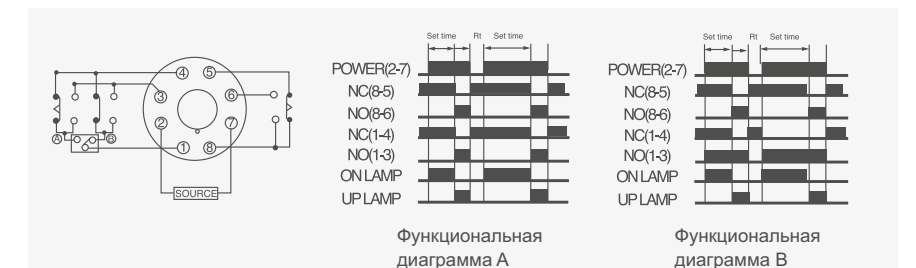 ④ ⑤
③ ⑥
② ⑦
① ⑧
Ⓐ Ⓑ
SOURCE
Set time Rt Set time
POWER(2-7)
NC(8-5)
NO(8-6)
NC(1-4)
NO(1-3)
ON LAMP
UP LAMP
Функциональная
диаграмма A
Set time Rt Set time
POWER(2-7)
NC(8-5)
NO(8-6)
NC(1-4)
NO(1-3)
ON LAMP
UP LAMP
Функциональная
диаграмма B